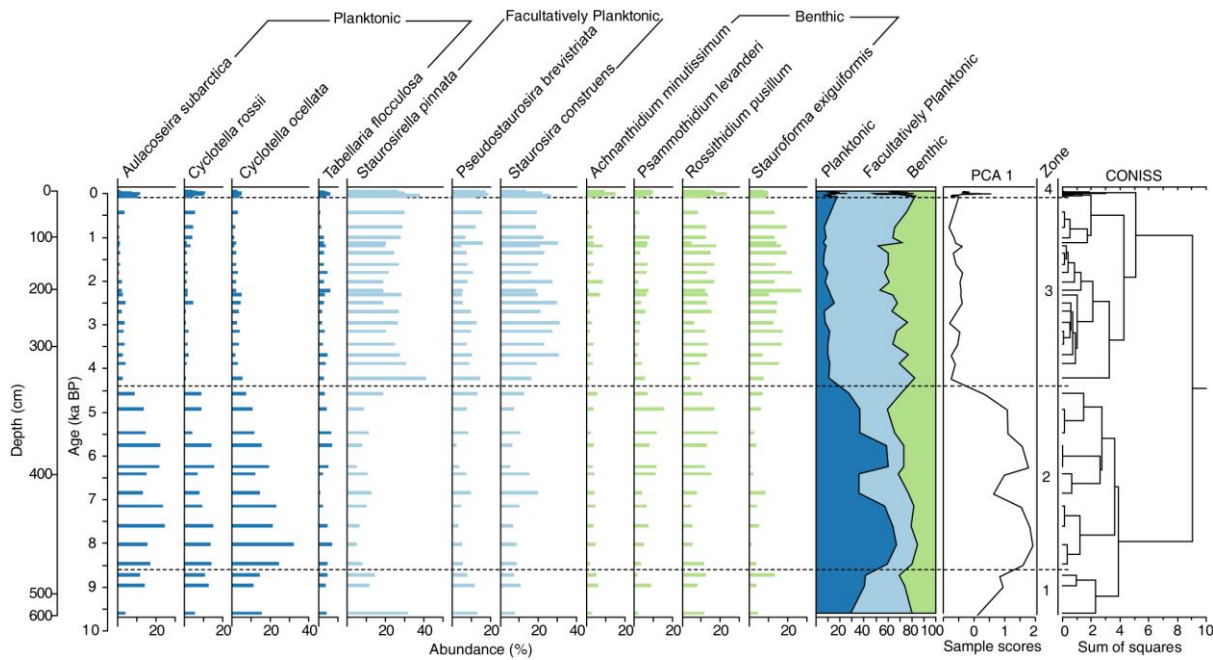 Planktonic
Facultatively Planktonic
Benthic
Aulacoseira subarctica
Cyclotella rossii
Cyclotella ocellata
Tabellaria flocculosa
Staurosirella pinnata
Pseudostaurosira brevistriata
Staurosira construens
Achnanthidium minutissimum
Psammothidium levanderi
Rossithidium pusillum
Stauroforma exiguiformis
Planktonic
Facultatively Planktonic
Benthic
PCA 1
Zone
CONISS
Depth (cm)
0
100
200
300
400
500
600
Age (ka BP)
0
1
2
3
4
5
6
7
8
9
10
4
3
2
1
20
20
20
20
20 40
20
20 40
20
20
20
20
20 40 60 80 100
0 1 2
0 2 4 6 8 10
Abundance (%)
Sample scores
Sum of squares